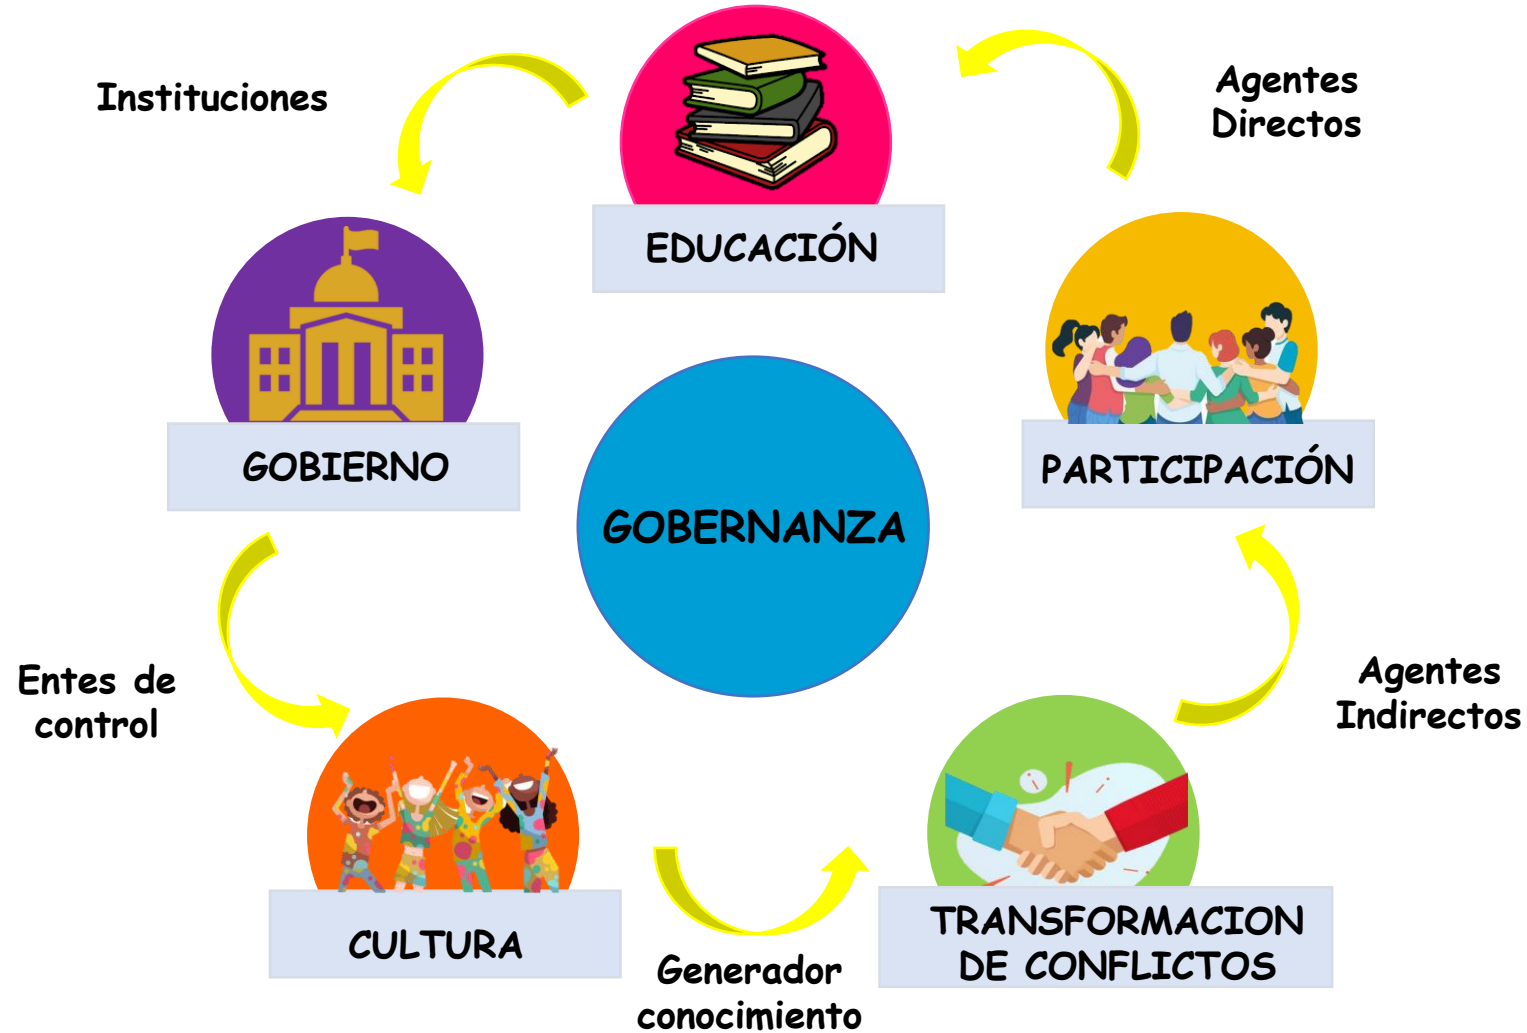 Instituciones
Agentes
Directos
EDUCACIÓN
GOBIERNO
PARTICIPACIÓN
GOBERNANZA
Entes de
control
Agentes
Indirectos
CULTURA
TRANSFORMACION
DE CONFLICTOS
Generador
conocimiento